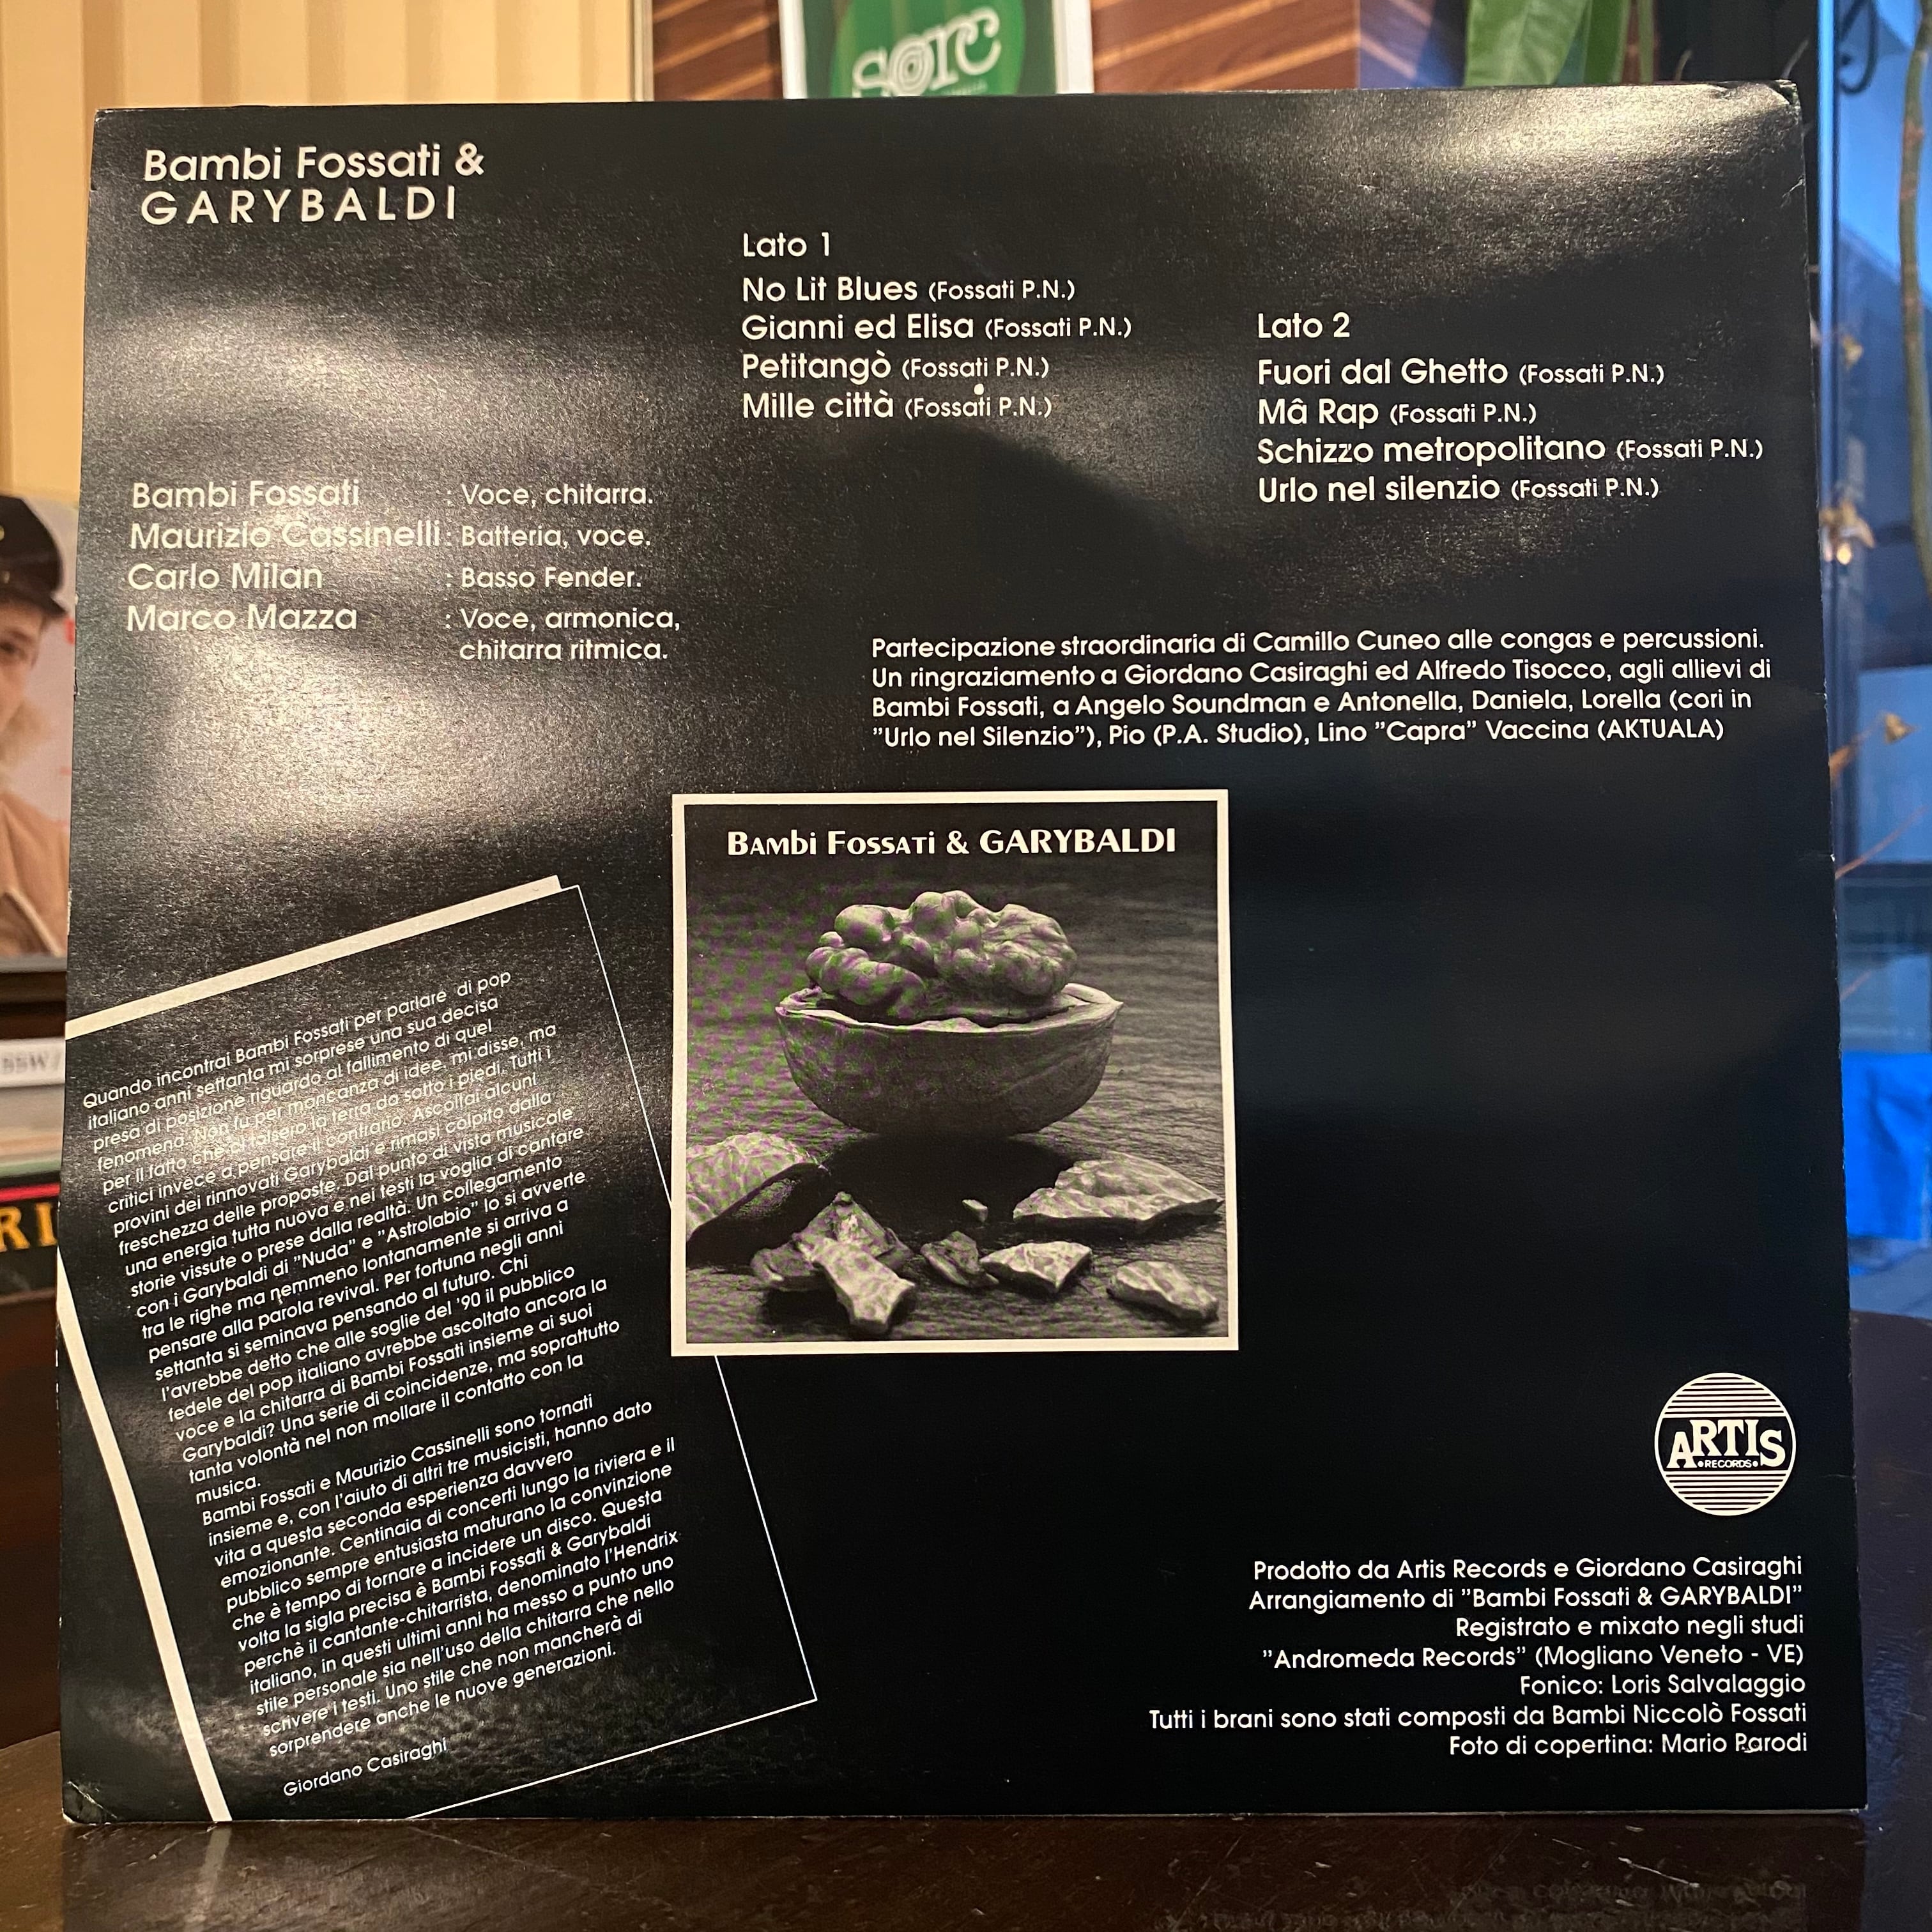 sorc
Bambi Fossati &
GARYBALDI
Lato 1
No Lit Blues (Fossati P.N.)
Gianni ed Elisa (Fossati P.N.)
Petitangò (Fossati P.N.)
Mille città (Fossati P.N.)
Lato 2
Fuori dal Ghetto (Fossati P.N.)
Mâ Rap (Fossati P.N.)
Schizzo metropolitano (Fossati P.N.)
Urlo nel silenzio (Fossati P.N.)
Bambi Fossati : Voce, chitarra.
Maurizio Cassinelli : Batteria, voce.
Carlo Milan : Basso Fender.
Marco Mazza : Voce, armonica,
chitarra ritmica.
Partecipazione straordinaria di Camillo Cuneo alle congas e percussioni.
Un ringraziamento a Giordano Casiraghi ed Alfredo Tisocco, agli allievi di
Bambi Fossati, a Angelo Soundman e Antonella, Daniela, Lorella (cori in
"Urlo nel Silenzio"), Pio (P.A. Studio), Lino "Capra" Vaccina (AKTUALA)
Bambi Fossati & GARYBALDI
Quando incontrai Bambi Fossati per parlare di pop
italiano anni settanta mi sorprese una sua decisa
presa di posizione riguardo al fallimento di quel
fenomeno. Non fu per mancanza di idee, mi disse, ma
per il fatto che ci tolsero la terra da sotto i piedi. Tutti i
critici invece a pensare il contrario. Ascoltai alcuni
provini dei rinnovati Garybaldi e rimasi colpito dalla
freschezza delle proposte. Dal punto di vista musicale
una energia tutta nuova e nei testi la voglia di cantare
storie vissute o prese dalla realtà. Un collegamento
con i Garybaldi di "Nuda" e "Astrolabio" lo si avverte
tra le righe ma nemmeno lontanamente si arriva a
pensare alla parola revival. Per fortuna negli anni
settanta si seminava pensando al futuro. Chi
l'avrebbe detto che alle soglie del '90 il pubblico
fedele del pop italiano avrebbe ascoltato ancora la
voce e la chitarra di Bambi Fossati insieme ai suoi
Garybaldi? Una serie di coincidenze, ma soprattutto
tanta volontà nel non mollare il contatto con la
musica.
Bambi Fossati e Maurizio Cassinelli sono tornati
insieme e, con l'aiuto di altri tre musicisti, hanno dato
vita a questa seconda esperienza davvero
emozionante. Centinaia di concerti lungo la riviera e il
pubblico sempre entusiasta maturano la convinzione
che è tempo di tornare a incidere un disco. Questa
volta la sigla precisa è Bambi Fossati & Garybaldi
perchè il cantante-chitarrista, denominato l'Hendrix
italiano, in questi ultimi anni ha messo a punto uno
stile personale sia nell'uso della chitarra che nello
scrivere i testi. Uno stile che non mancherà di
sorprendere anche le nuove generazioni.
Giordano Casiraghi
ARTIS
•RECORDS•
Prodotto da Artis Records e Giordano Casiraghi
Arrangiamento di "Bambi Fossati & GARYBALDI"
Registrato e mixato negli studi
"Andromeda Records" (Mogliano Veneto - VE)
Fonico: Loris Salvalaggio
Tutti i brani sono stati composti da Bambi Niccolò Fossati
Foto di copertina: Mario Parodi